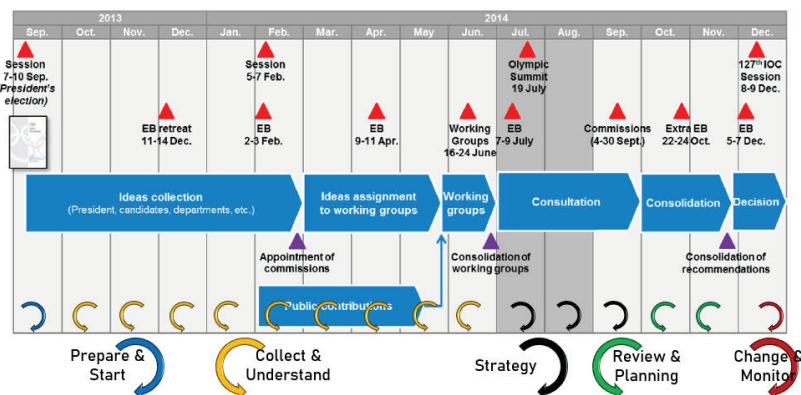 2013
2014
Sep.
Oct.
Nov.
Dec.
Jan.
Feb.
Mar.
Apr.
May
Jun.
Jul.
Aug.
Sep.
Oct.
Nov.
Dec.
Session
7-10 Sep.
(President's
election)
Session
5-7 Feb.
Olympic
Summit
19 July
127th IOC
Session
8-9 Dec.
EB retreat
11-14 Dec.
EB
2-3 Feb.
EB
9-11 Apr.
Working
Groups
16-24 June
EB
7-9 July
Commissions
(4-30 Sept.)
Extra EB
22-24
Oct.
EB
5-7 Dec.
Ideas collection
(President, candidates, departments, etc.)
Ideas assignment
to working groups
Working
groups
Consultation
Consolidation
Decision
Appointment of
commissions
Consolidation of
working groups
Consolidation of
recommendations
Public contributions
Prepare &
Start
Collect &
Understand
Strategy
Review &
Planning
Change &
Monitor